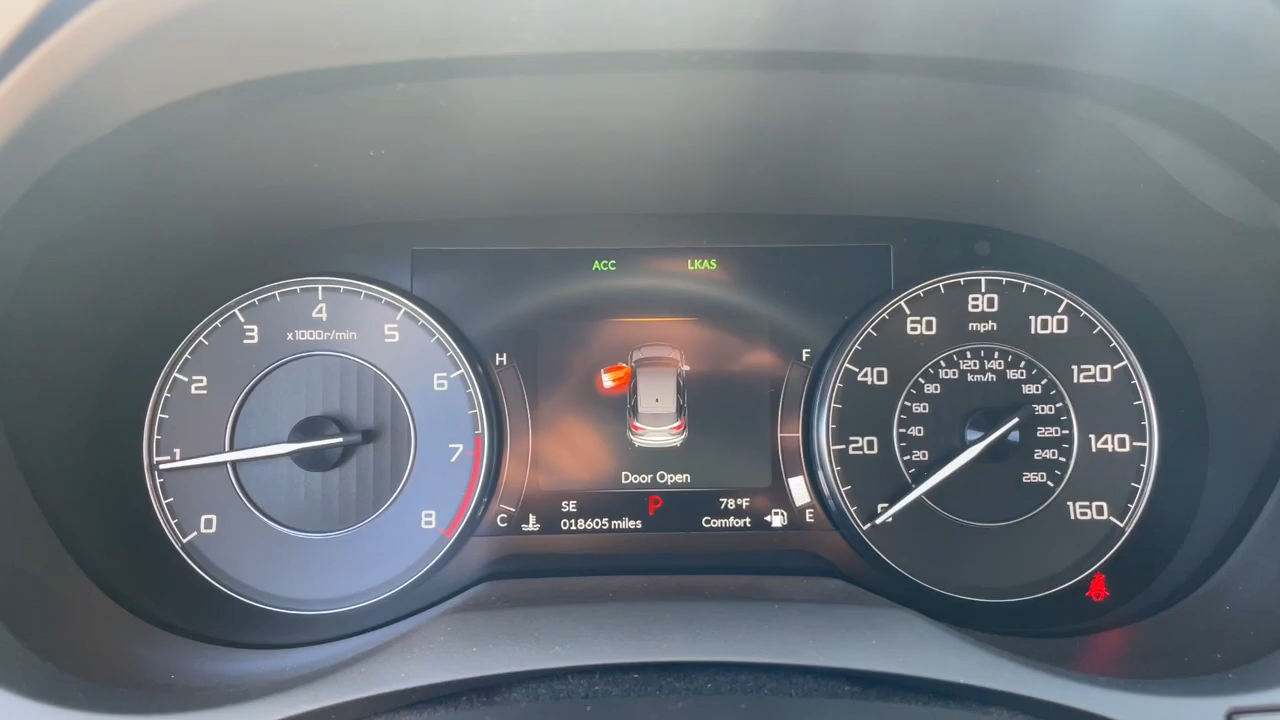 ACC LKAS
x1000r/min
0 1 2 3 4 5 6 7 8
H
C
F
E
Door Open
SE P 78°F
018605 miles Comfort
mph
0 20 40 60 80 100 120 140 160
km/h
20 40 60 80 100 120 140 160 180 200 220 240 260